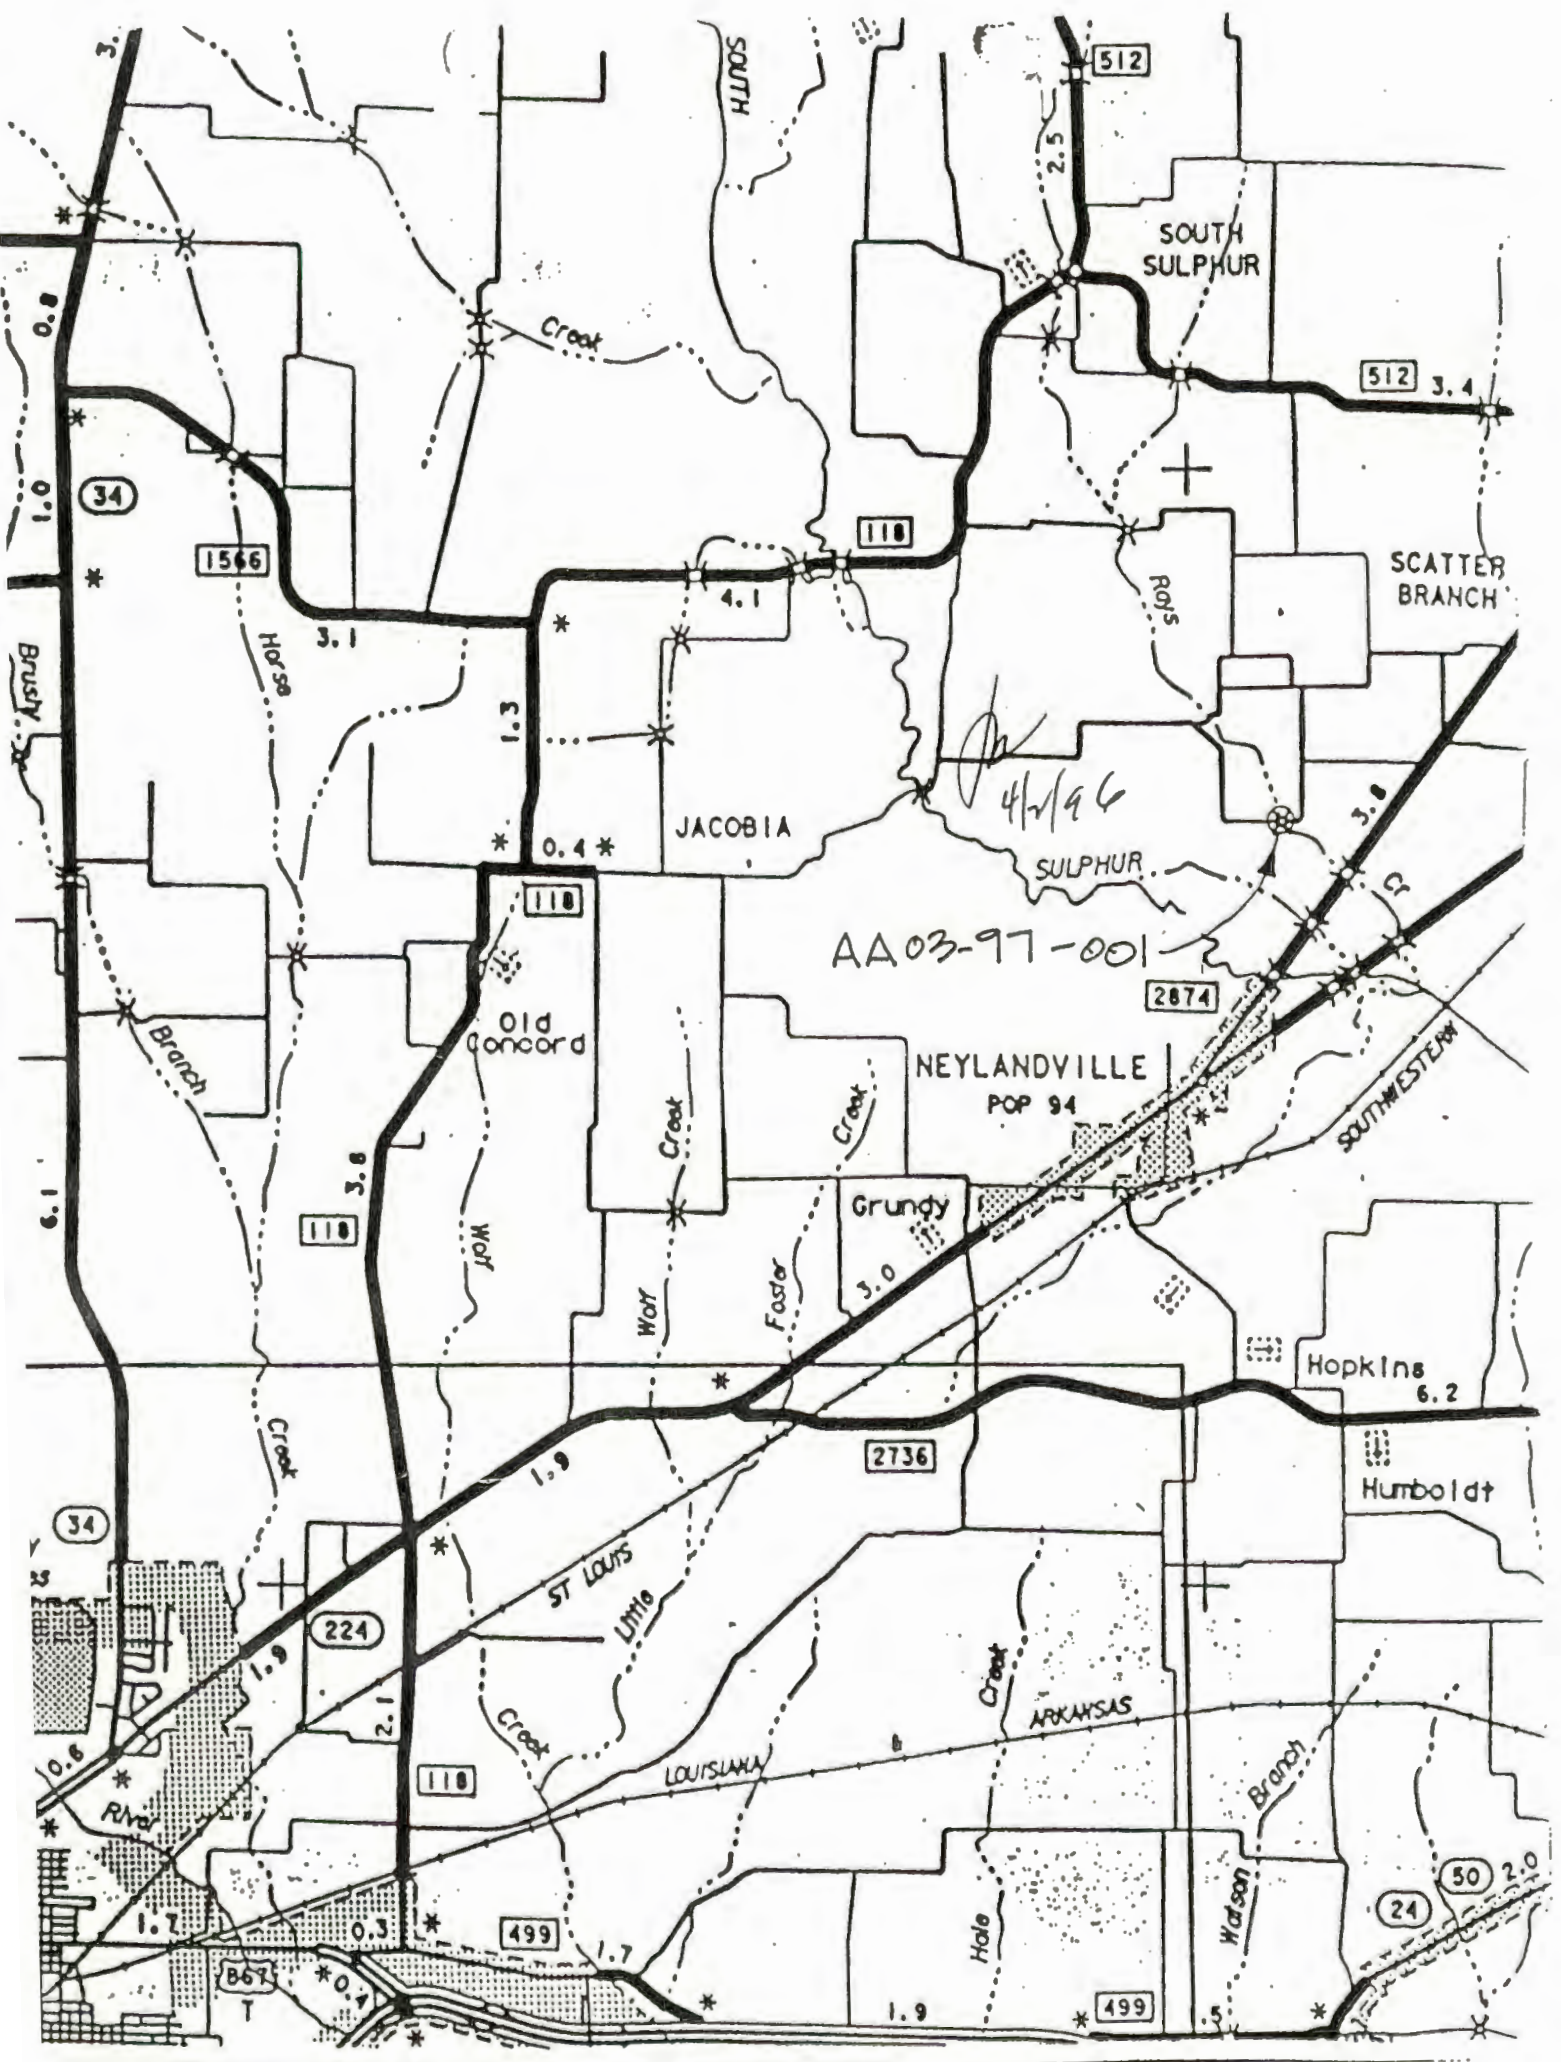 3.
SOUTH
512
2.5
SOUTH
SULPHUR
0.8
Creek
512 3.4
1.0
34
118
1566
SCATTER
BRANCH
4.1
Rays
3.1
Horse
Brushy
1.3
4/2/96
3.8
JACOBIA
0.4
SULPHUR
Cr
118
AA03-97-001
2874
Old
Concord
Branch
NEYLANDVILLE
POP 94
SOUTHWESTERN
Creek
Creek
3.8
6.1
Grundy
118
Wolf
3.0
Foster
Wolf
Hopkins
6.2
Creek
2736
1.9
Humboldt
34
ST LOUIS
Little
224
1.9
Creek
2.1
Creek
ARKANSAS
0.6
118
LOUISIANA
Branch
River
50 2.0
24
1.7
0.3
499
1.7
Hole
Watson
B67
T
0.4
1.9
499
.5